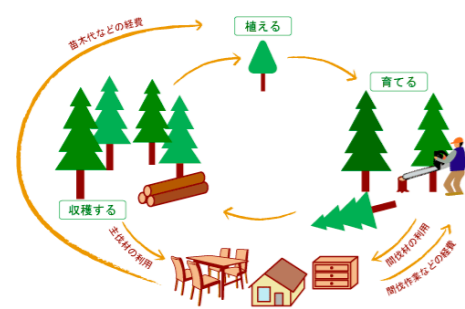 苗木代などの経費
植える
育てる
収穫する
主伐材の利用
間伐材の利用
間伐作業などの経費